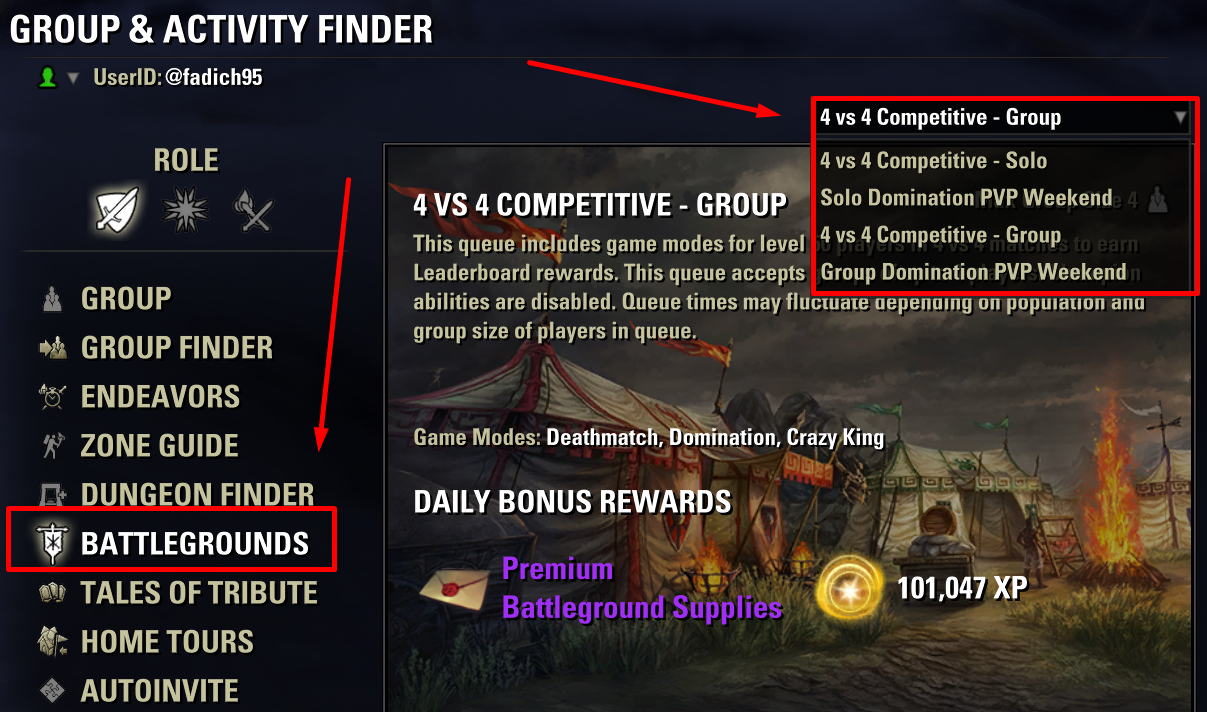 GROUP & ACTIVITY FINDER
UserID: @fadich95
ROLE
GROUP
GROUP FINDER
ENDEAVORS
ZONE GUIDE
DUNGEON FINDER
BATTLEGROUNDS
TALES OF TRIBUTE
HOME TOURS
AUTOINVITE
4 vs 4 Competitive - Group
4 vs 4 Competitive - Solo
Solo Domination PVP Weekend
4 vs 4 Competitive - Group
Group Domination PVP Weekend
4 VS 4 COMPETITIVE - GROUP
This queue includes game modes for level players in 4 vs 4 matches to earn
Leaderboard rewards. This queue accepts
abilities are disabled. Queue times may fluctuate depending on population and
group size of players in queue.
Game Modes: Deathmatch, Domination, Crazy King
DAILY BONUS REWARDS
Premium
Battleground Supplies
101,047 XP